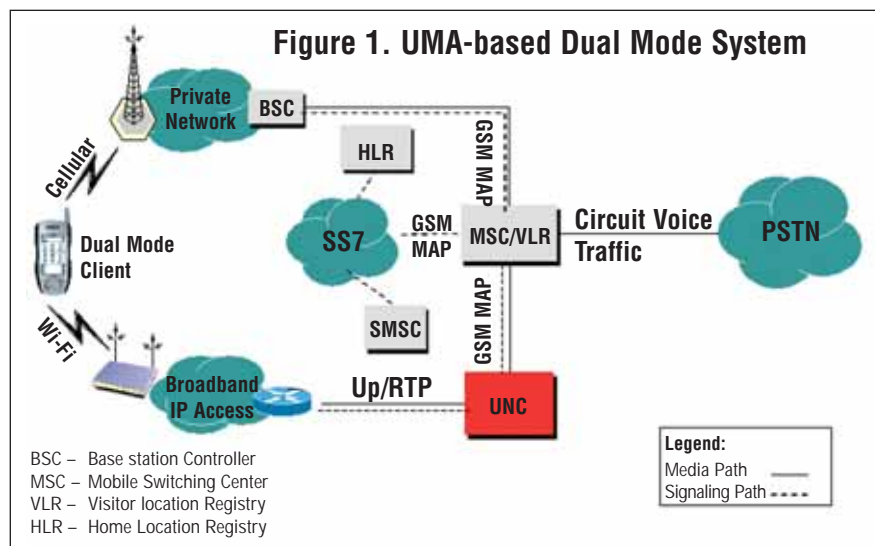 Figure 1. UMA-based Dual Mode System
Private
Network
BSC
Cellular
HLR
GSM MAP
Dual Mode
Client
SS7
GSM
MAP
MSC/VLR
Circuit Voice
Traffic
PSTN
Wi-Fi
SMSC
GSM MAP
Broadband
IP Access
Up/RTP
UNC
BSC – Base station Controller
MSC – Mobile Switching Center
VLR – Visitor location Registry
HLR – Home Location Registry
Legend:
Media Path
Signaling Path